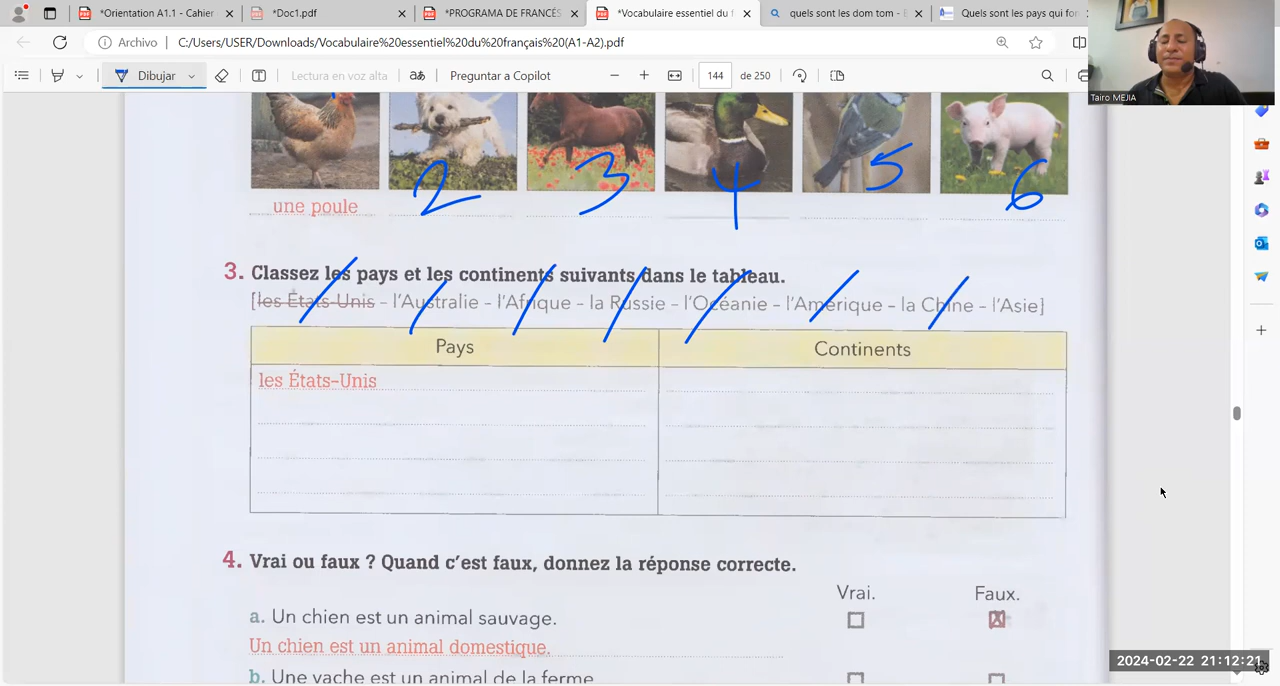 *Orientation A1.1 - Cahier
*Doc1.pdf
*PROGRAMA DE FRANCÉS
*Vocabulaire essentiel du f
quels sont les dom tom -
Quels sont les pays qui for
Archivo
C:/Users/USER/Downloads/Vocabulaire%20essentiel%20du%20français%20(A1-A2).pdf
Dibujar
Lectura en voz alta
aあ
Preguntar a Copilot
144
de 250
Tairo MEJIA
2 3 4 5 6
une poule
3. Classez les pays et les continents suivants dans le tableau.
[les États-Unis – l'Australie – l'Afrique – la Russie – l'Océanie – l'Amérique – la Chine – l'Asie]
Pays
Continents
les États-Unis
4. Vrai ou faux ? Quand c'est faux, donnez la réponse correcte.
Vrai.
Faux.
a. Un chien est un animal sauvage.
Un chien est un animal domestique.
b. Une vache est un animal de la ferme
2024-02-22 21:12:21